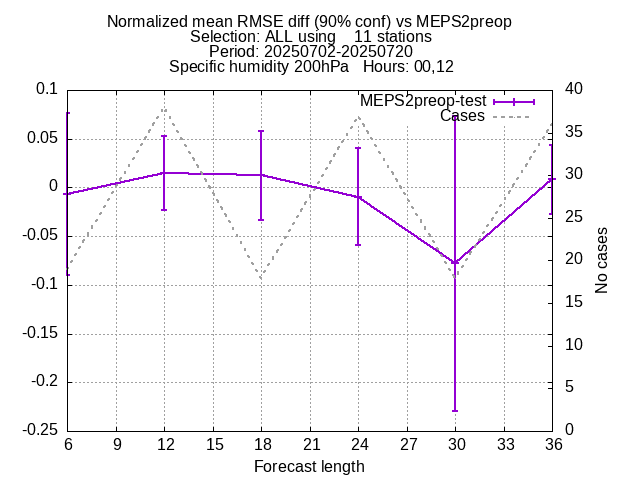 Normalized mean RMSE diff (90% conf) vs MEPS2preop
Selection: ALL using    11 stations
Period: 20250702-20250720
Specific humidity 200hPa   Hours: 00,12
MEPS2preop-test
Cases
0.1
0.05
0
-0.05
-0.1
-0.15
-0.2
-0.25
40
35
30
25
20
15
10
5
0
No cases
6 9 12 15 18 21 24 27 30 33 36
Forecast length